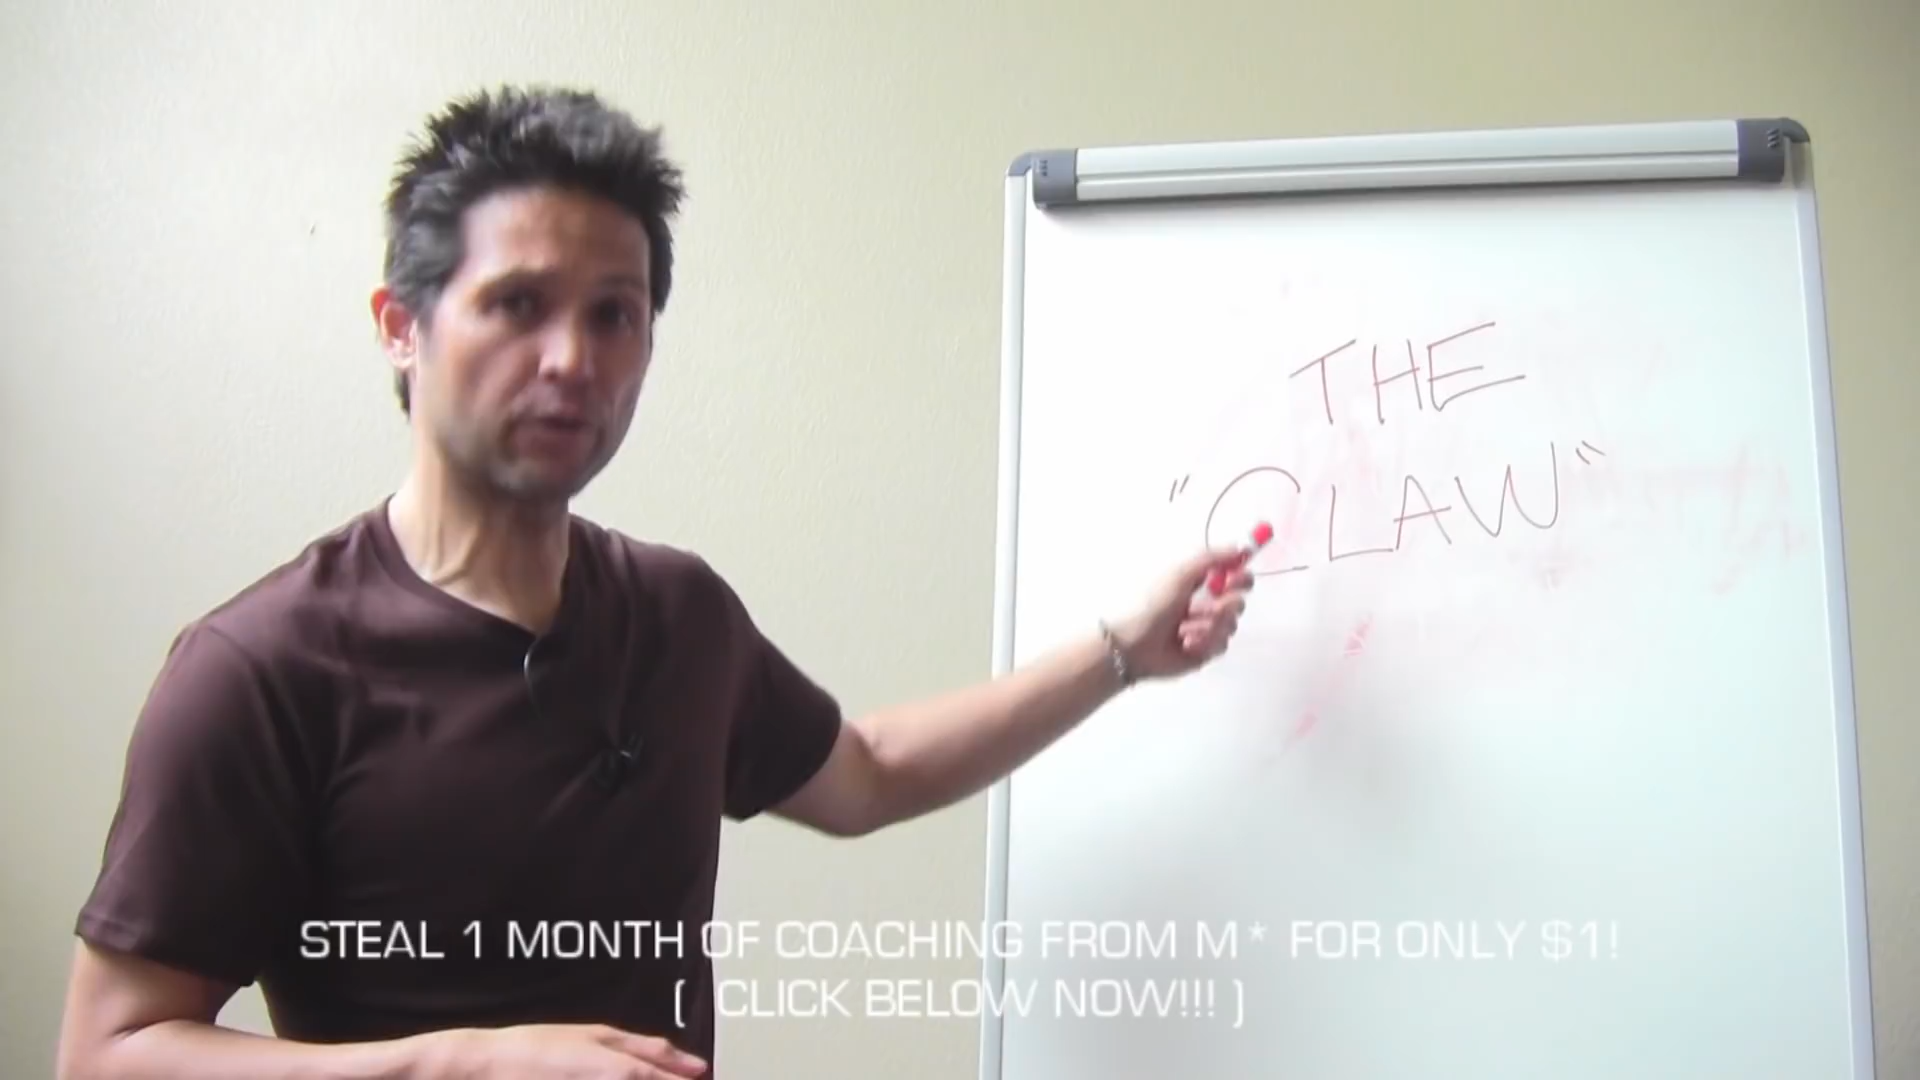 THE
"CLAW"
STEAL 1 MONTH OF COACHING FROM M* FOR ONLY $1!
( CLICK BELOW NOW!!! )